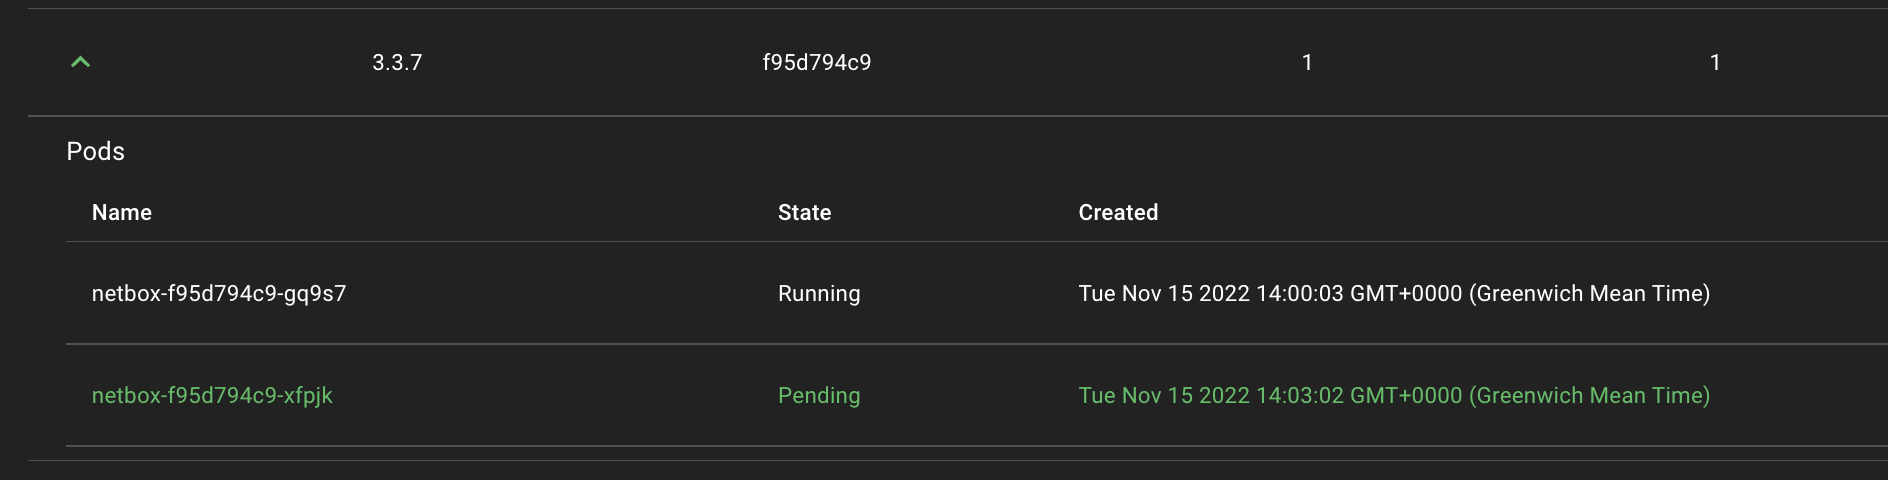 3.3.7 f95d794c9 1 1
Pods
Name State Created
netbox-f95d794c9-gq9s7 Running Tue Nov 15 2022 14:00:03 GMT+0000 (Greenwich Mean Time)
netbox-f95d794c9-xfpjk Pending Tue Nov 15 2022 14:03:02 GMT+0000 (Greenwich Mean Time)